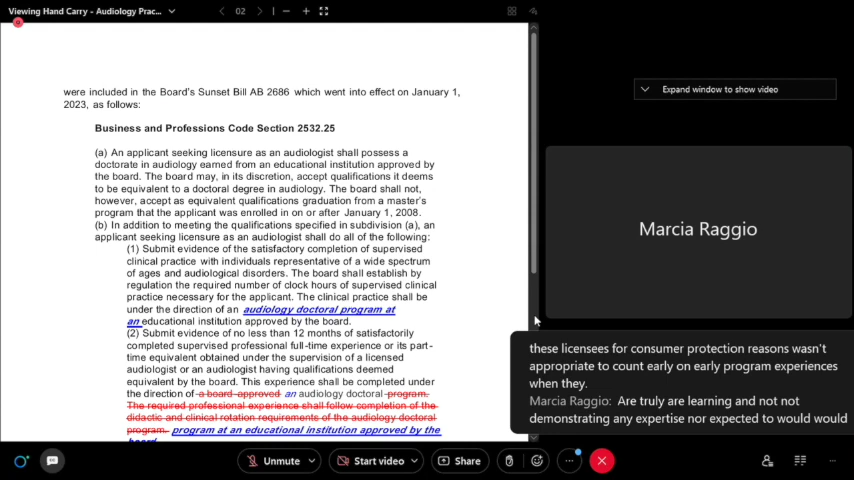 Viewing Hand Carry - Audiology Prac...
02
were included in the Board's Sunset Bill AB 2686 which went into effect on January 1,
2023, as follows:
Business and Professions Code Section 2532.25
(a) An applicant seeking licensure as an audiologist shall possess a
doctorate in audiology earned from an educational institution approved by
the board. The board may, in its discretion, accept qualifications it deems
to be equivalent to a doctoral degree in audiology. The board shall not,
however, accept as equivalent qualifications graduation from a master's
program that the applicant was enrolled in on or after January 1, 2008.
(b) In addition to meeting the qualifications specified in subdivision (a), an
applicant seeking licensure as an audiologist shall do all of the following:
(1) Submit evidence of the satisfactory completion of supervised
clinical practice with individuals representative of a wide spectrum
of ages and audiological disorders. The board shall establish by
regulation the required number of clock hours of supervised clinical
practice necessary for the applicant. The clinical practice shall be
under the direction of an audiology doctoral program at
an educational institution approved by the board.
(2) Submit evidence of no less than 12 months of satisfactorily
completed supervised professional full-time experience or its part-
time equivalent obtained under the supervision of a licensed
audiologist or an audiologist having qualifications deemed
equivalent by the board. This experience shall be completed under
the direction of a board-approved an audiology doctoral program.
The required professional experience shall follow completion of the
didactic and clinical rotation requirements of the audiology doctoral
program. program at an educational institution approved by the
board.
Expand window to show video
Marcia Raggio
these licensees for consumer protection reasons wasn't
appropriate to count early on early program experiences
when they.
Marcia Raggio: Are truly are learning and not not
demonstrating any expertise nor expected to would would
Unmute
Start video
Share